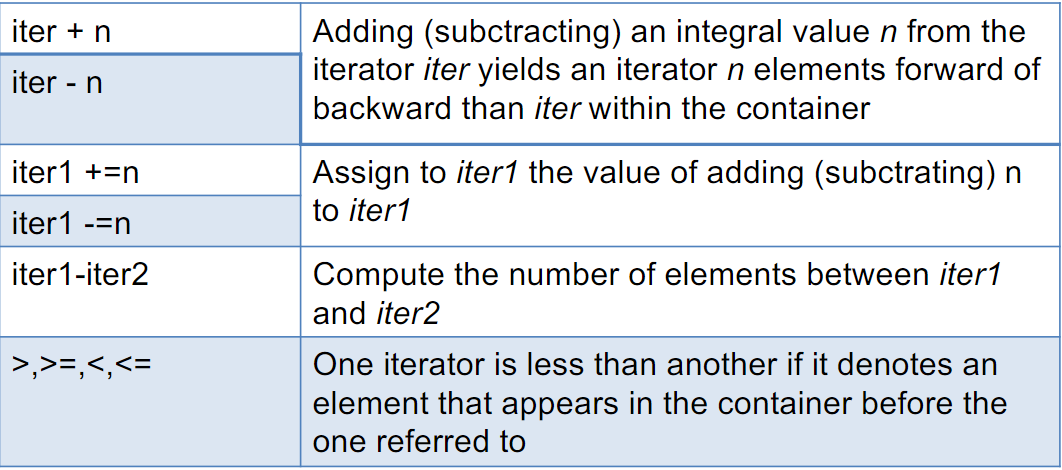 iter + n
Adding (subctracting) an integral value n from the
iterator iter yields an iterator n elements forward of
backward than iter within the container
iter - n
iter1 +=n
Assign to iter1 the value of adding (subctrating) n
to iter1
iter1 -=n
iter1-iter2
Compute the number of elements between iter1
and iter2
>,>=,<,<=
One iterator is less than another if it denotes an
element that appears in the container before the
one referred to